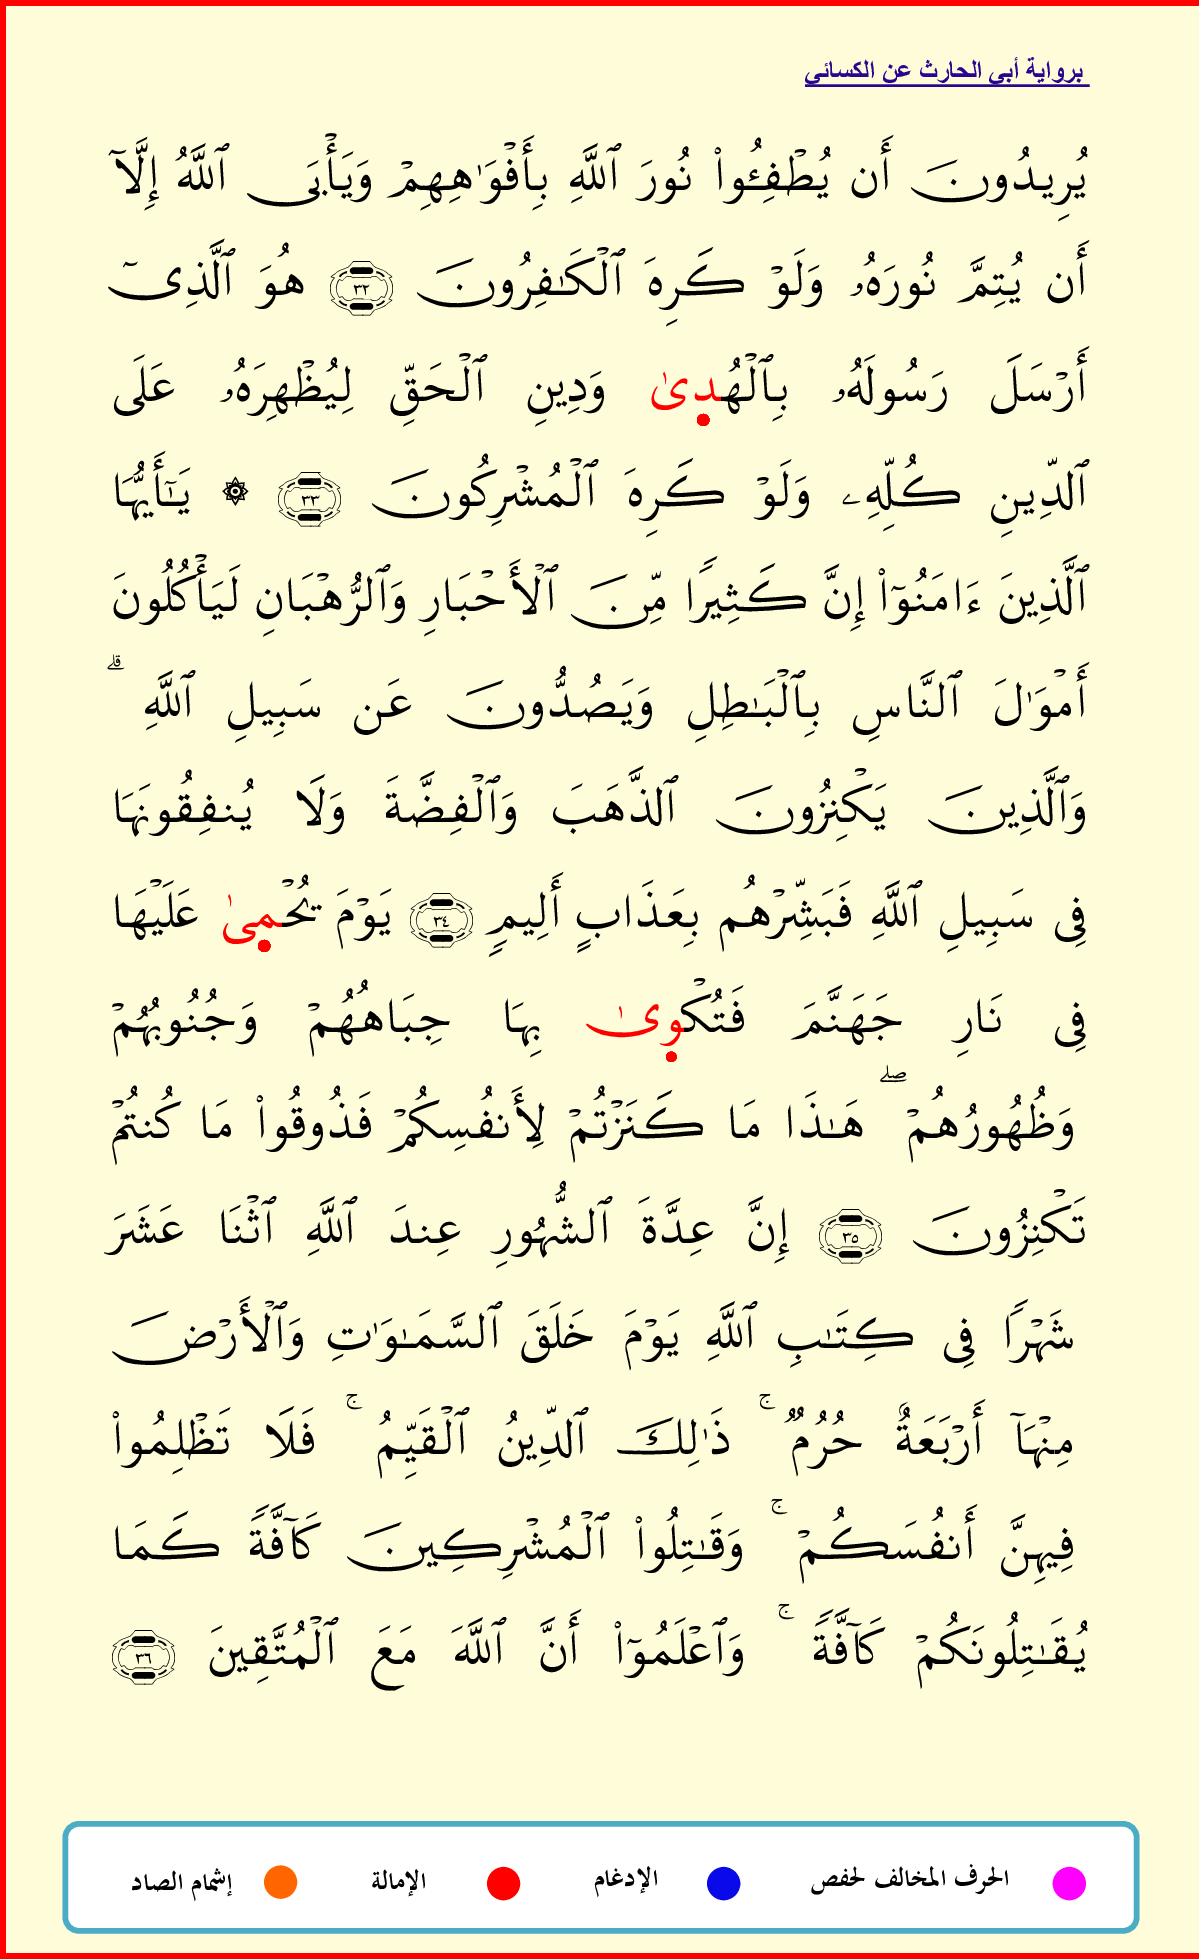 برواية أبي الحارث عن الكسائي
يُرِيدُونَ أَن يُطْفِـُٔوا۟ نُورَ ٱللَّهِ بِأَفْوَٰهِهِمْ وَيَأْبَى ٱللَّهُ إِلَّآ
أَن يُتِمَّ نُورَهُۥ وَلَوْ كَرِهَ ٱلْكَـٰفِرُونَ ٣٢ هُوَ ٱلَّذِىٓ
أَرْسَلَ رَسُولَهُۥ بِٱلْهُدِىٰ وَدِينِ ٱلْحَقِّ لِيُظْهِرَهُۥ عَلَى
ٱلدِّينِ كُلِّهِۦ وَلَوْ كَرِهَ ٱلْمُشْرِكُونَ ٣٣ ۞ يَـٰٓأَيُّهَا
ٱلَّذِينَ ءَامَنُوٓا۟ إِنَّ كَثِيرًا مِّنَ ٱلْأَحْبَارِ وَٱلرُّهْبَانِ لَيَأْكُلُونَ
أَمْوَٰلَ ٱلنَّاسِ بِٱلْبَـٰطِلِ وَيَصُدُّونَ عَن سَبِيلِ ٱللَّهِ ۗ
وَٱلَّذِينَ يَكْنِزُونَ ٱلذَّهَبَ وَٱلْفِضَّةَ وَلَا يُنفِقُونَهَا
فِى سَبِيلِ ٱللَّهِ فَبَشِّرْهُم بِعَذَابٍ أَلِيمٍ ٣٤ يَوْمَ يُحْمِىٰ عَلَيْهَا
فِى نَارِ جَهَنَّمَ فَتُكْوِىٰ بِهَا جِبَاهُهُمْ وَجُنُوبُهُمْ
وَظُهُورُهُمْ ۖ هَـٰذَا مَا كَنَزْتُمْ لِأَنفُسِكُمْ فَذُوقُوا۟ مَا كُنتُمْ
تَكْنِزُونَ ٣٥ إِنَّ عِدَّةَ ٱلشُّهُورِ عِندَ ٱللَّهِ ٱثْنَا عَشَرَ
شَهْرًا فِى كِتَـٰبِ ٱللَّهِ يَوْمَ خَلَقَ ٱلسَّمَـٰوَٰتِ وَٱلْأَرْضَ
مِنْهَآ أَرْبَعَةٌ حُرُمٌ ۚ ذَٰلِكَ ٱلدِّينُ ٱلْقَيِّمُ ۚ فَلَا تَظْلِمُوا۟
فِيهِنَّ أَنفُسَكُمْ ۚ وَقَـٰتِلُوا۟ ٱلْمُشْرِكِينَ كَآفَّةً كَمَا
يُقَـٰتِلُونَكُمْ كَآفَّةً ۚ وَٱعْلَمُوٓا۟ أَنَّ ٱللَّهَ مَعَ ٱلْمُتَّقِينَ ٣٦
الحرف المخالف لحفص الإدغام الإمالة إشمام الصاد